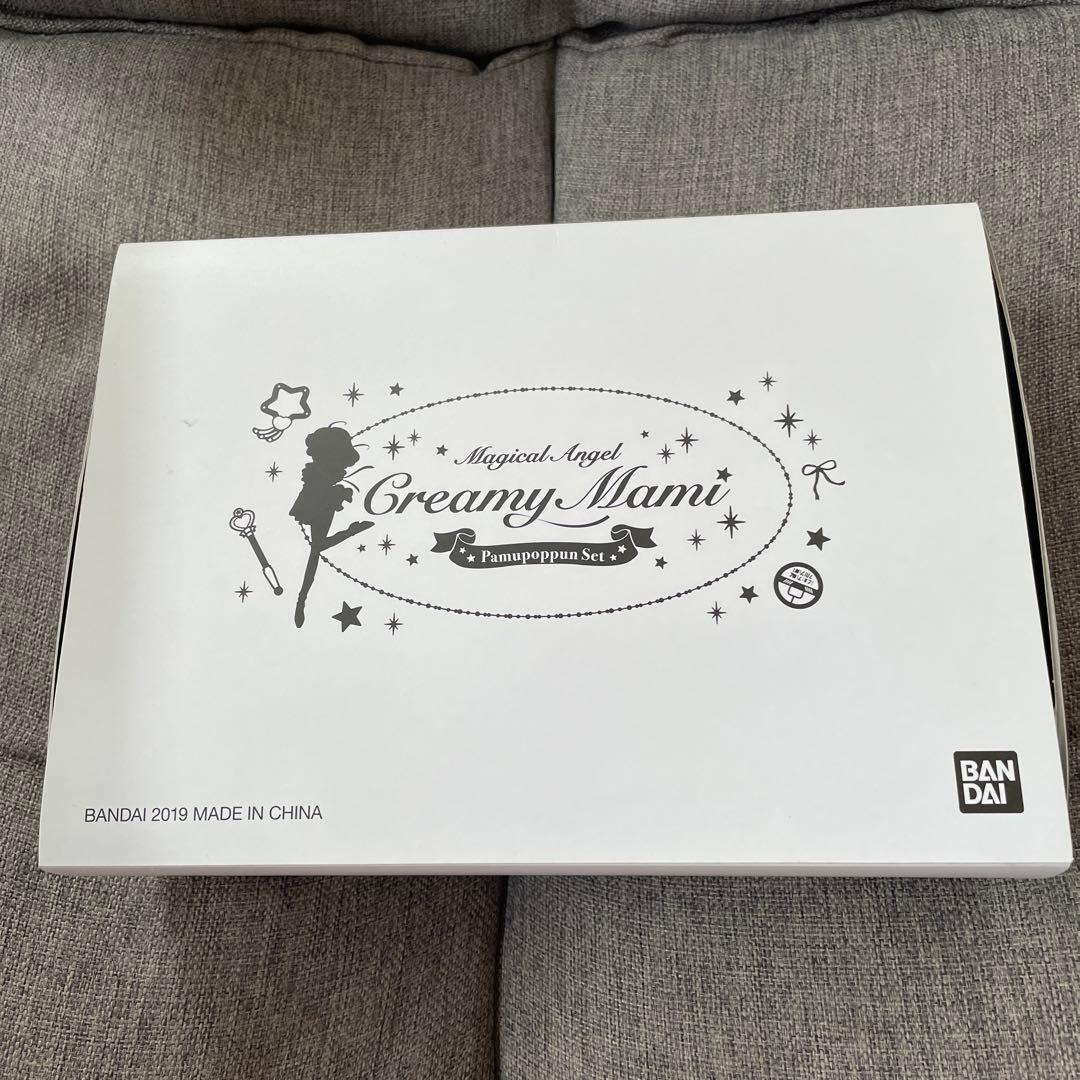 Magical Angel
Creamy Mami
Pamupoppun Set
BANDAI 2019 MADE IN CHINA
BAN
DAI